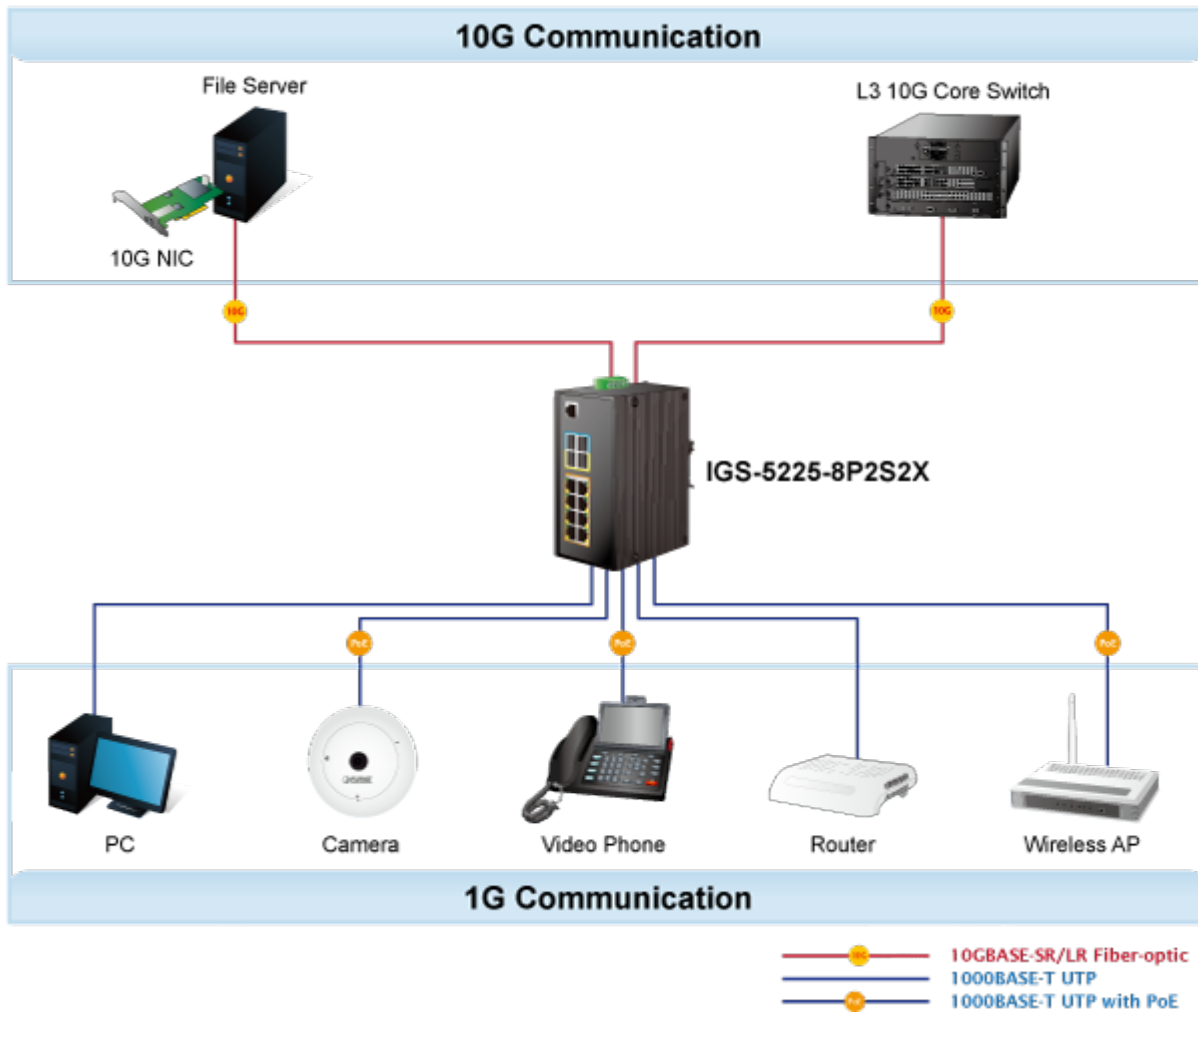 10G Communication
File Server
L3 10G Core Switch
10G NIC
10G
10G
IGS-5225-8P2S2X
PoE
PoE
PoE
PC
Camera
Video Phone
Router
Wireless AP
1G Communication
10G
10GBASE-SR/LR Fiber-optic
1000BASE-T UTP
PoE
1000BASE-T UTP with PoE